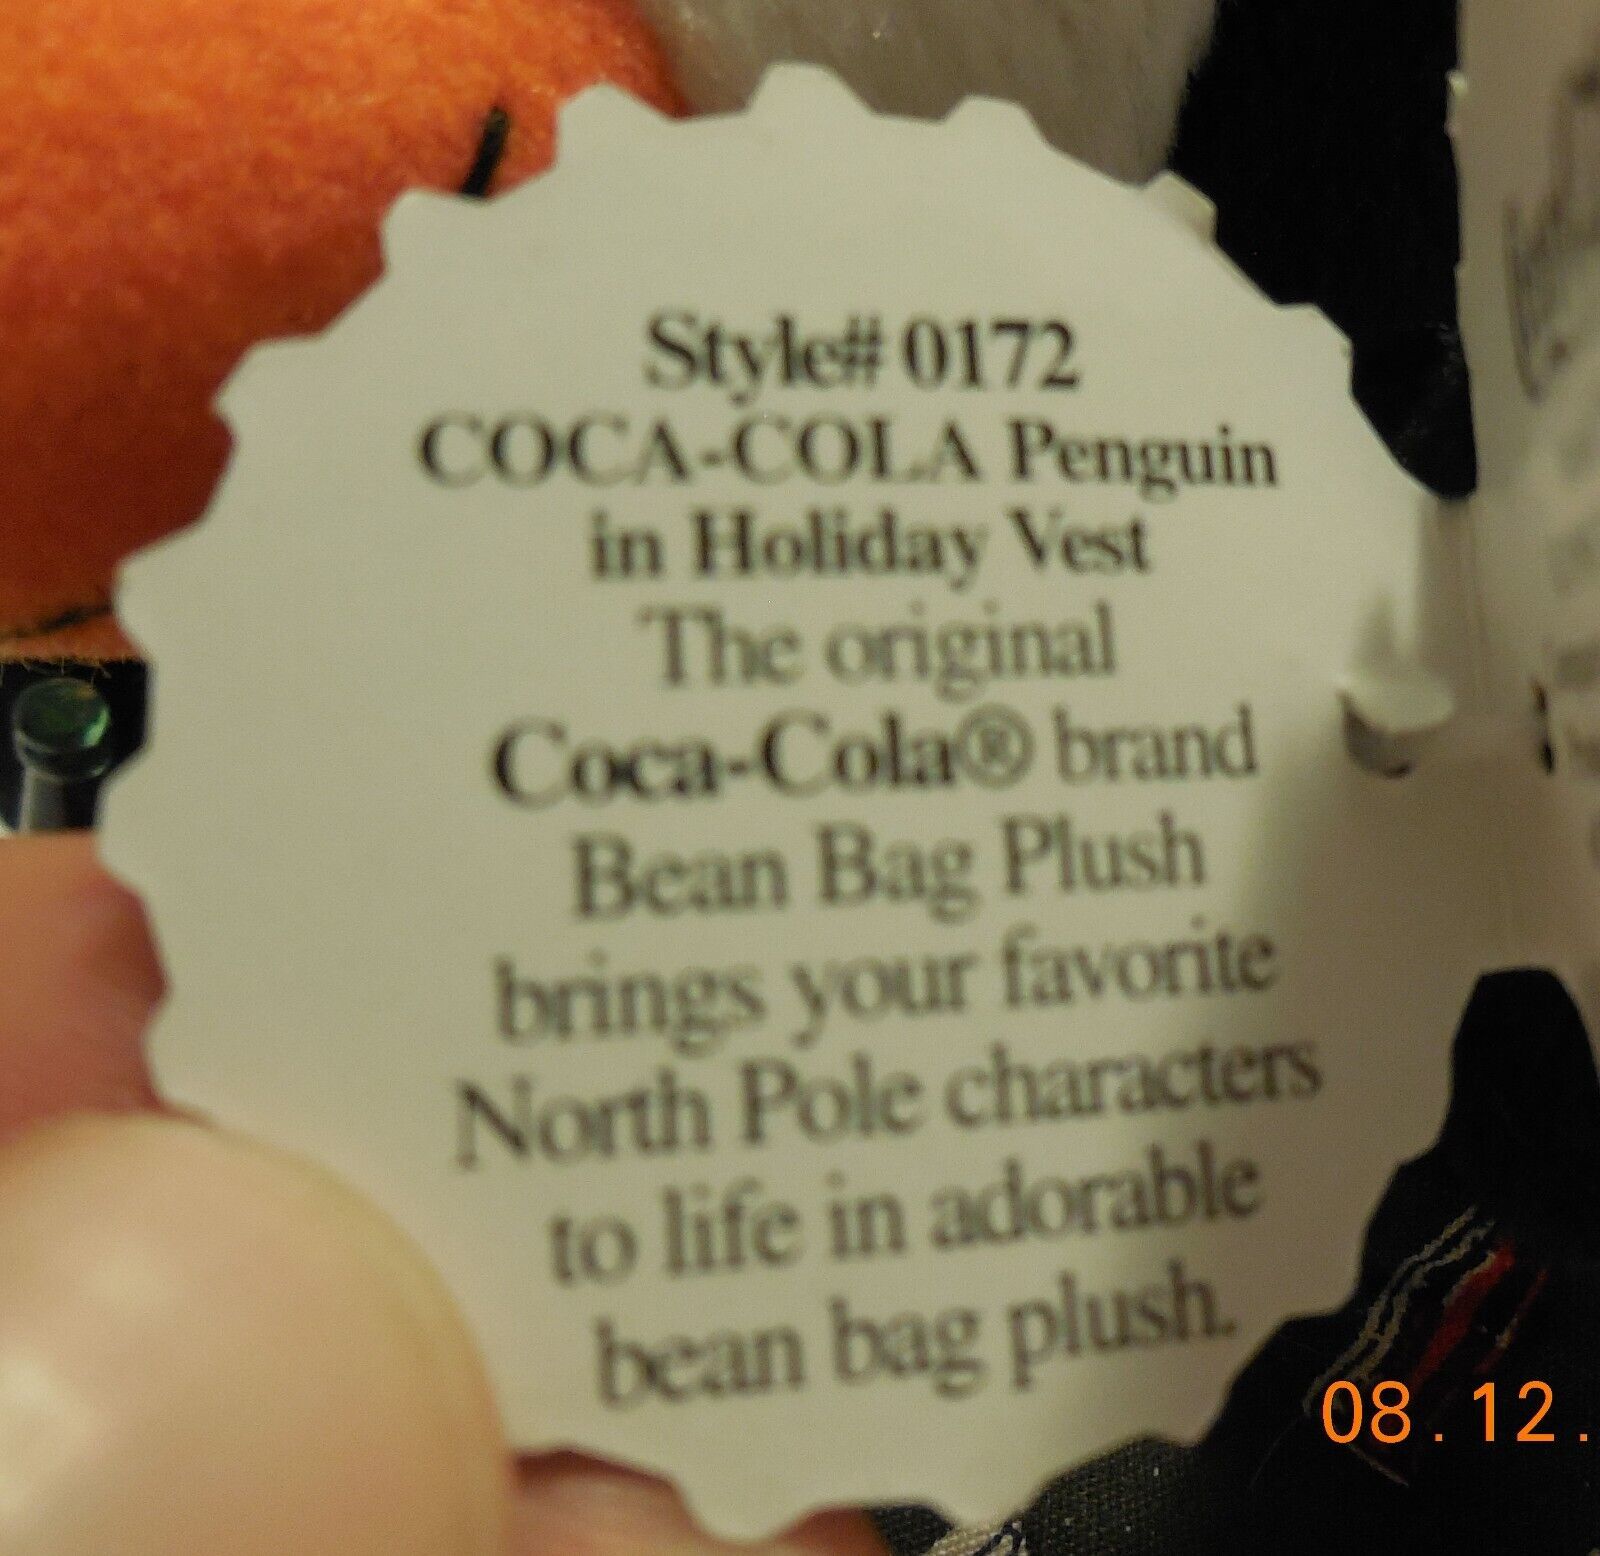 Style# 0172
COCA-COLA Penguin
in Holiday Vest
The original
Coca-Cola® brand
Bean Bag Plush
brings your favorite
North Pole characters
to life in adorable
bean bag plush.
08.12.